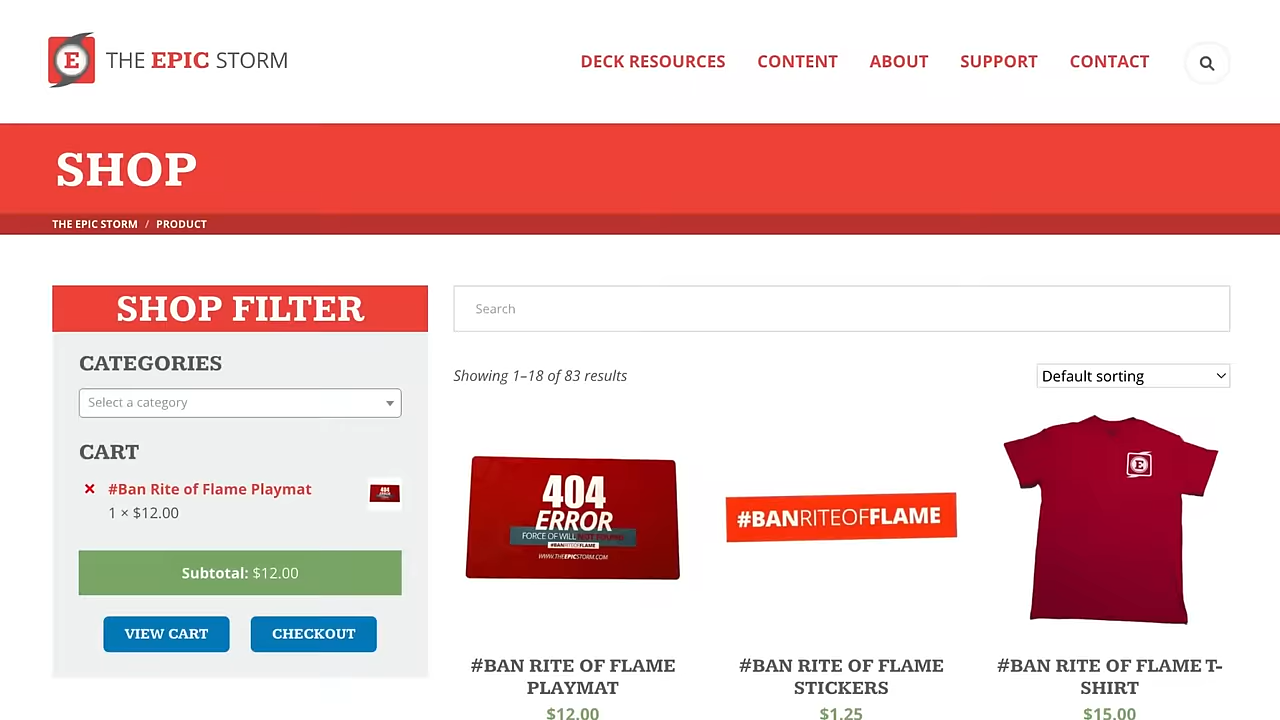 E THE EPIC STORM
DECK RESOURCES CONTENT ABOUT SUPPORT CONTACT
SHOP
THE EPIC STORM / PRODUCT
SHOP FILTER
CATEGORIES
Select a category
CART
× #Ban Rite of Flame Playmat
1 × $12.00
Subtotal: $12.00
VIEW CART CHECKOUT
Search
Showing 1–18 of 83 results
Default sorting
404
ERROR
FORCE OF WILL NOT FOUND
#BANRITEOFFLAME
WWW.THEEPICSTORM.COM
#BANRITEOFFLAME
E
#BAN RITE OF FLAME
PLAYMAT
$12.00
#BAN RITE OF FLAME
STICKERS
$1.25
#BAN RITE OF FLAME T-
SHIRT
$15.00